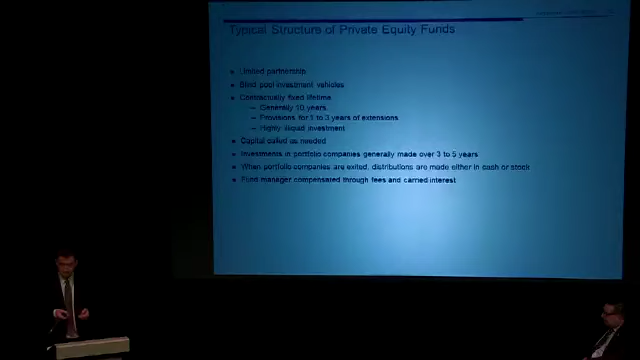 Typical Structure of Private Equity Funds
Limited partnership
Blind pool investment vehicles
Contractually fixed lifetime
Generally 10 years.
Provisions for 1 to 3 years of extensions
Highly illiquid investment
Capital called as needed
Investments in portfolio companies generally made over 3 to 5 years
When portfolio companies are exited, distributions are made either in cash or stock
Fund manager compensated through fees and carried interest